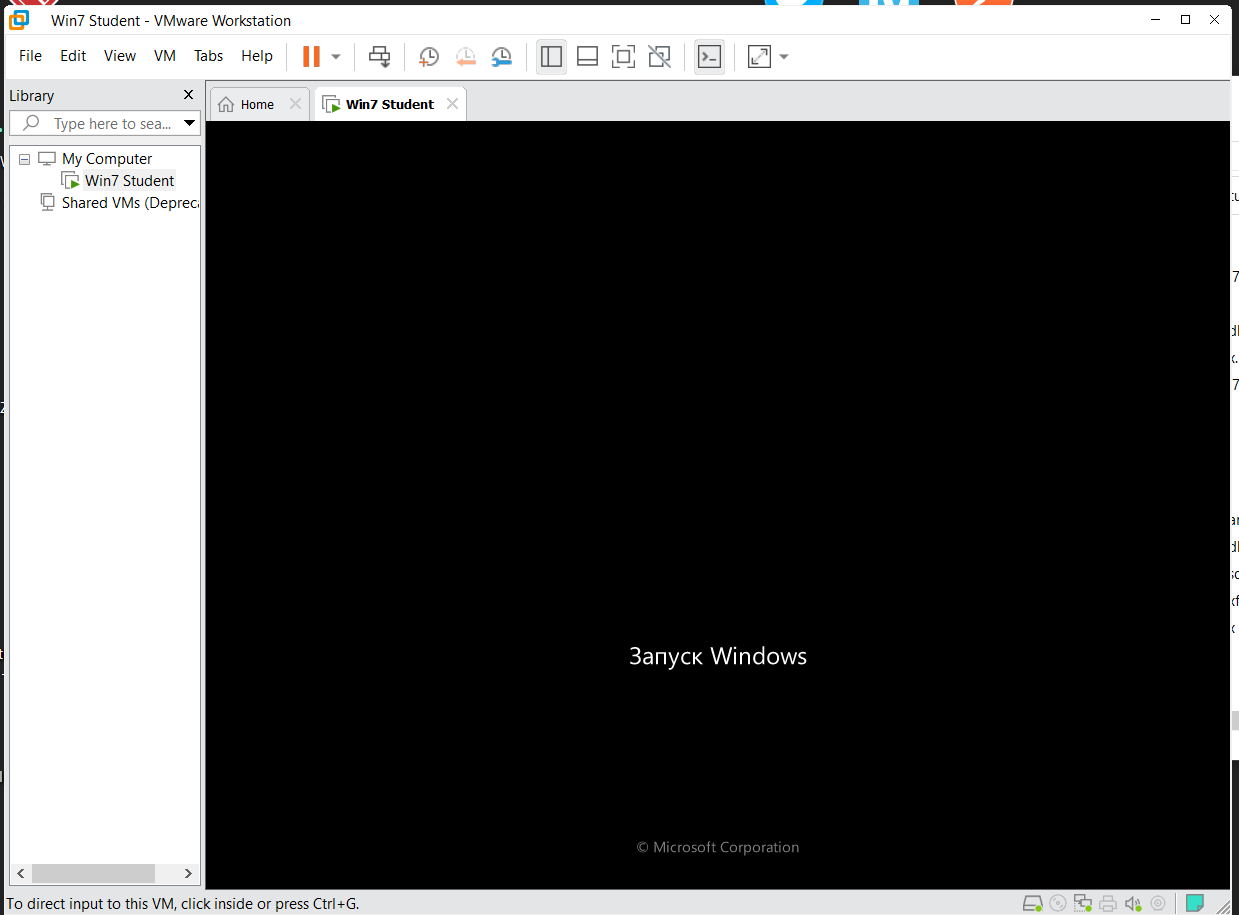 Win7 Student - VMware Workstation
File Edit View VM Tabs Help
Library
Type here to sea...
Home
Win7 Student
My Computer
Win7 Student
Shared VMs (Depreca
Запуск Windows
© Microsoft Corporation
To direct input to this VM, click inside or press Ctrl+G.